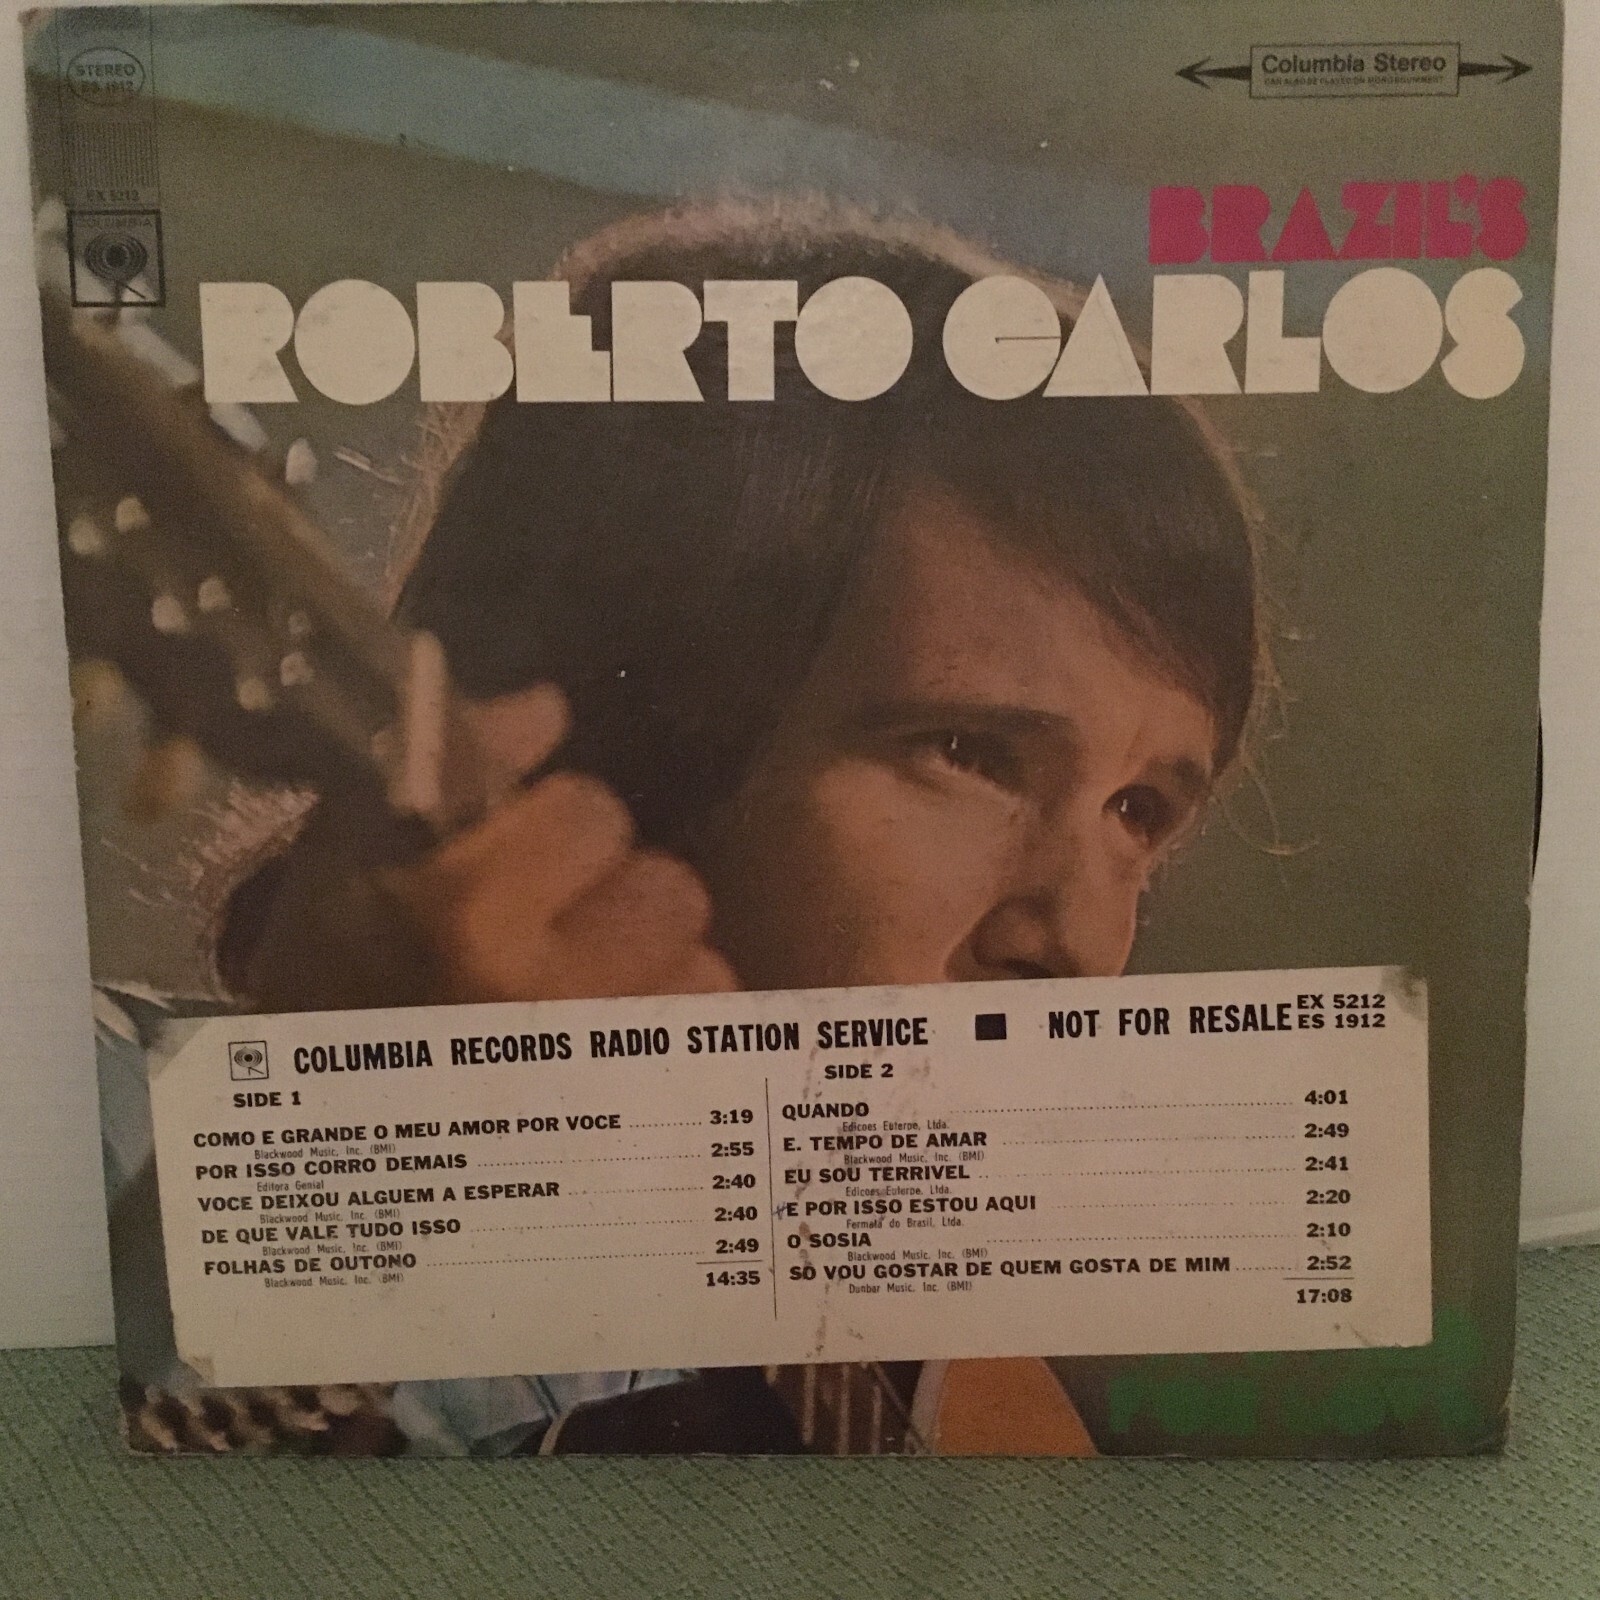 STEREO
ES 1912
EX 5212
COLUMBIA
Columbia Stereo
BRAZIL'S
ROBERTO CARLOS
COLUMBIA RECORDS RADIO STATION SERVICE ■ NOT FOR RESALE
EX 5212
ES 1912
SIDE 1
COMO E GRANDE O MEU AMOR POR VOCE 3:19
Blackwood Music, Inc. (BMI)
POR ISSO CORRO DEMAIS 2:55
Editora Genial
VOCE DEIXOU ALGUEM A ESPERAR 2:40
Blackwood Music, Inc. (BMI)
DE QUE VALE TUDO ISSO 2:40
Blackwood Music, Inc. (BMI)
FOLHAS DE OUTONO 2:49
Blackwood Music, Inc. (BMI)
14:35
SIDE 2
QUANDO 4:01
Edicoes Euterpe, Ltda.
E. TEMPO DE AMAR 2:49
Blackwood Music, Inc. (BMI)
EU SOU TERRIVEL 2:41
Edicoes Euterpe, Ltda.
E POR ISSO ESTOU AQUI 2:20
Fermata do Brasil, Ltda.
O SOSIA 2:10
Blackwood Music, Inc. (BMI)
SO VOU GOSTAR DE QUEM GOSTA DE MIM 2:52
Dunbar Music, Inc. (BMI)
17:08